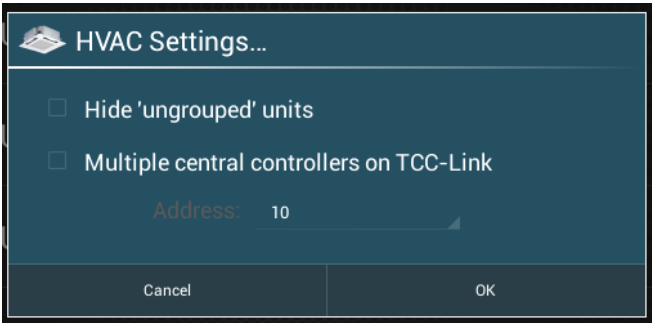 HVAC Settings...
Hide 'ungrouped' units
Multiple central controllers on TCC-Link
Address: 10
Cancel OK